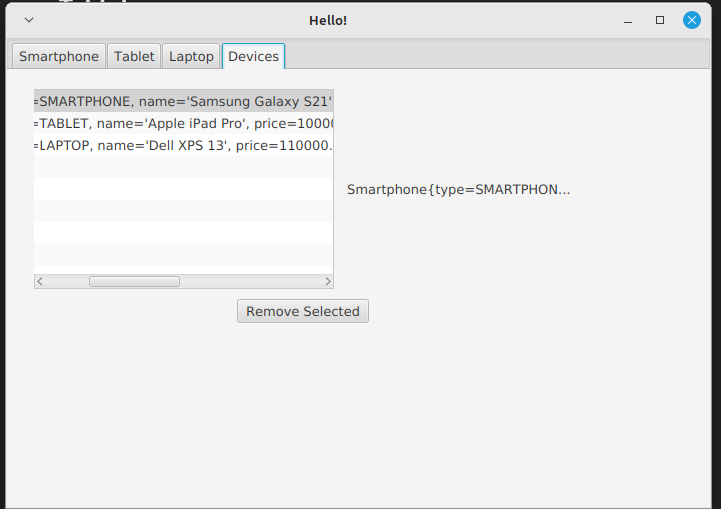 Hello!
Smartphone Tablet Laptop Devices
=SMARTPHONE, name='Samsung Galaxy S21'
=TABLET, name='Apple iPad Pro', price=10000
=LAPTOP, name='Dell XPS 13', price=110000.
Smartphone{type=SMARTPHON...
Remove Selected